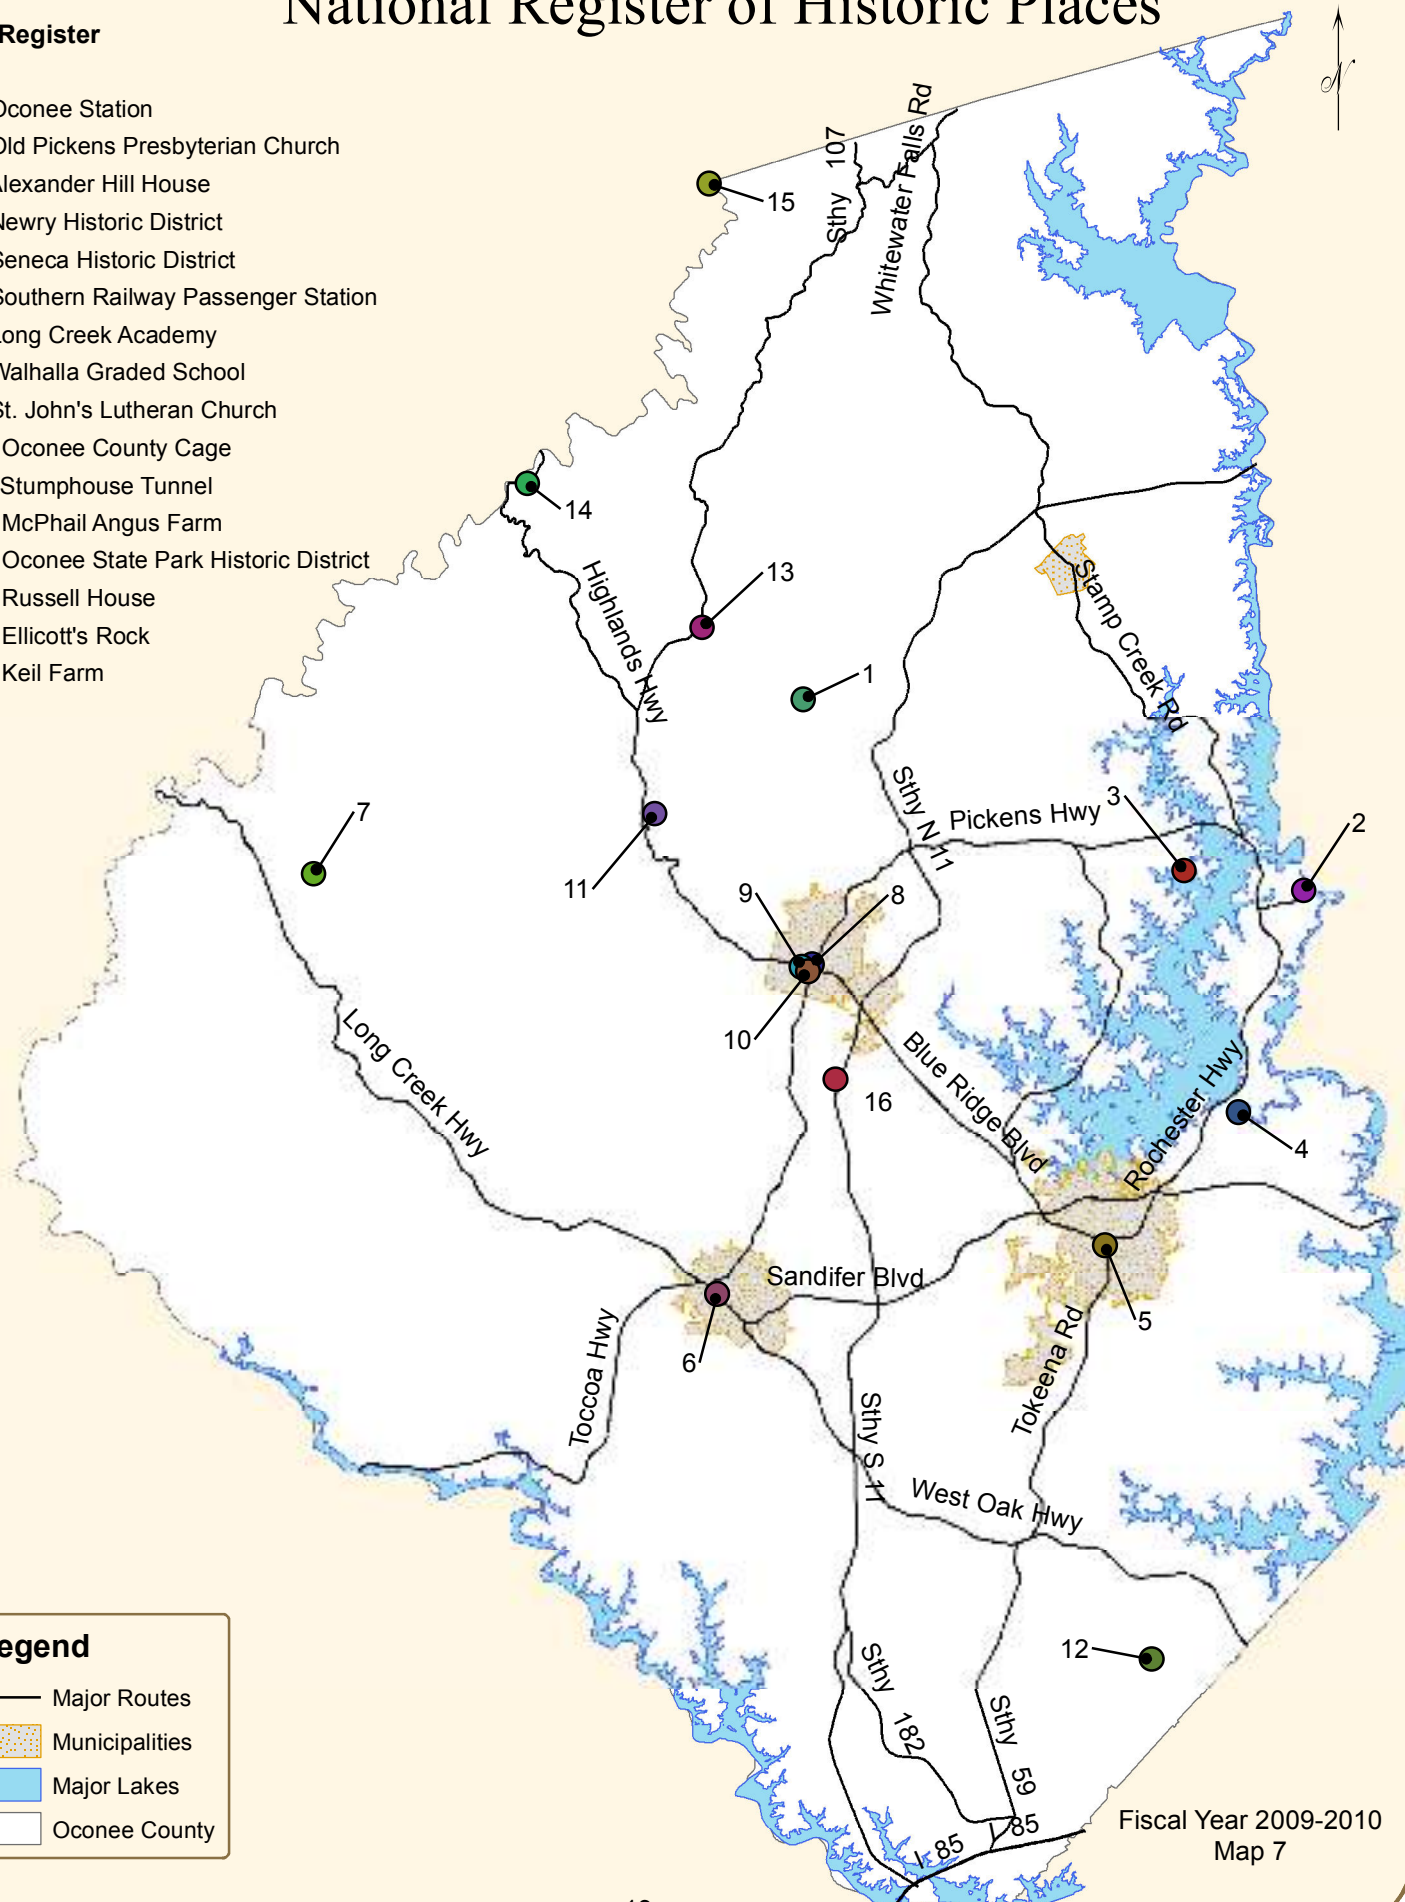 National Register of Historic Places
Register
Oconee Station
Old Pickens Presbyterian Church
Alexander Hill House
Newry Historic District
Seneca Historic District
Southern Railway Passenger Station
Long Creek Academy
Walhalla Graded School
St. John's Lutheran Church
Oconee County Cage
Stumphouse Tunnel
McPhail Angus Farm
Oconee State Park Historic District
Russell House
Ellicott's Rock
Keil Farm
N
Sthy 107
Whitewater Falls Rd
15
14
Highlands Hwy
13
1
Stamp Creek Rd
Sthy N 11
Pickens Hwy
3
2
7
11
9
8
10
Long Creek Hwy
Blue Ridge Blvd
16
Rochester Hwy
4
Sandifer Blvd
5
6
Toccoa Hwy
Tokeena Rd
Sthy S 11
West Oak Hwy
12
Sthy 182
Sthy 59
I 85
I 85
egend
Major Routes
Municipalities
Major Lakes
Oconee County
Fiscal Year 2009-2010
Map 7